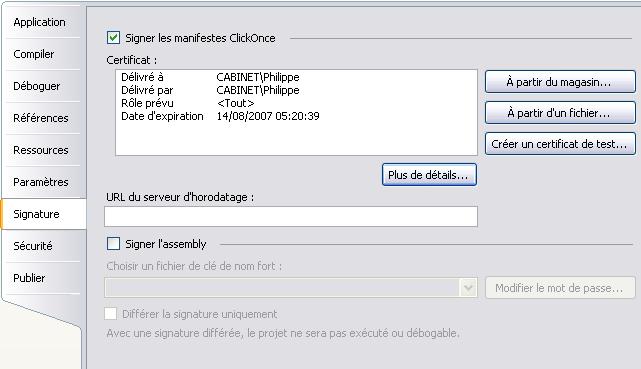 Application
Compiler
Déboguer
Références
Ressources
Paramètres
Signature
Sécurité
Publier
Signer les manifestes ClickOnce
Certificat :
Délivré à CABINET\Philippe
Délivré par CABINET\Philippe
Rôle prévu <Tout>
Date d'expiration 14/08/2007 05:20:39
À partir du magasin...
À partir d'un fichier...
Créer un certificat de test...
Plus de détails...
URL du serveur d'horodatage :
Signer l'assembly
Choisir un fichier de clé de nom fort :
Modifier le mot de passe...
Différer la signature uniquement
Avec une signature différée, le projet ne sera pas exécuté ou débogable.